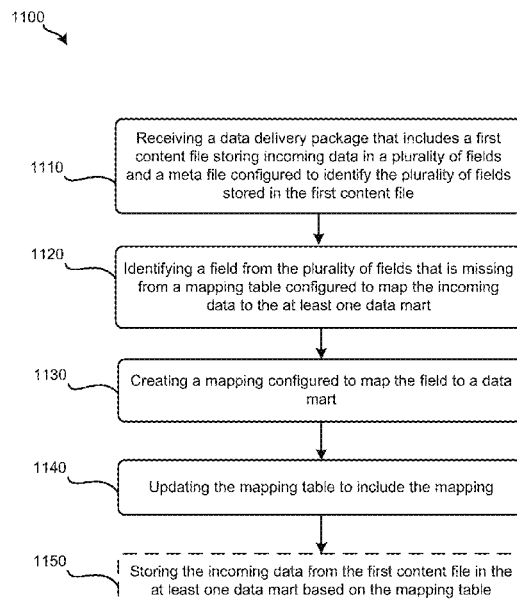 1100
Receiving a data delivery package that includes a first
content file storing incoming data in a plurality of fields
and a meta file configured to identify the plurality of fields
stored in the first content file
1110
1120
Identifying a field from the plurality of fields that is missing
from a mapping table configured to map the incoming
data to the at least one data mart
1130
Creating a mapping configured to map the field to a data
mart
1140
Updating the mapping table to include the mapping
1150
Storing the incoming data from the first content file in the
at least one data mart based on the mapping table